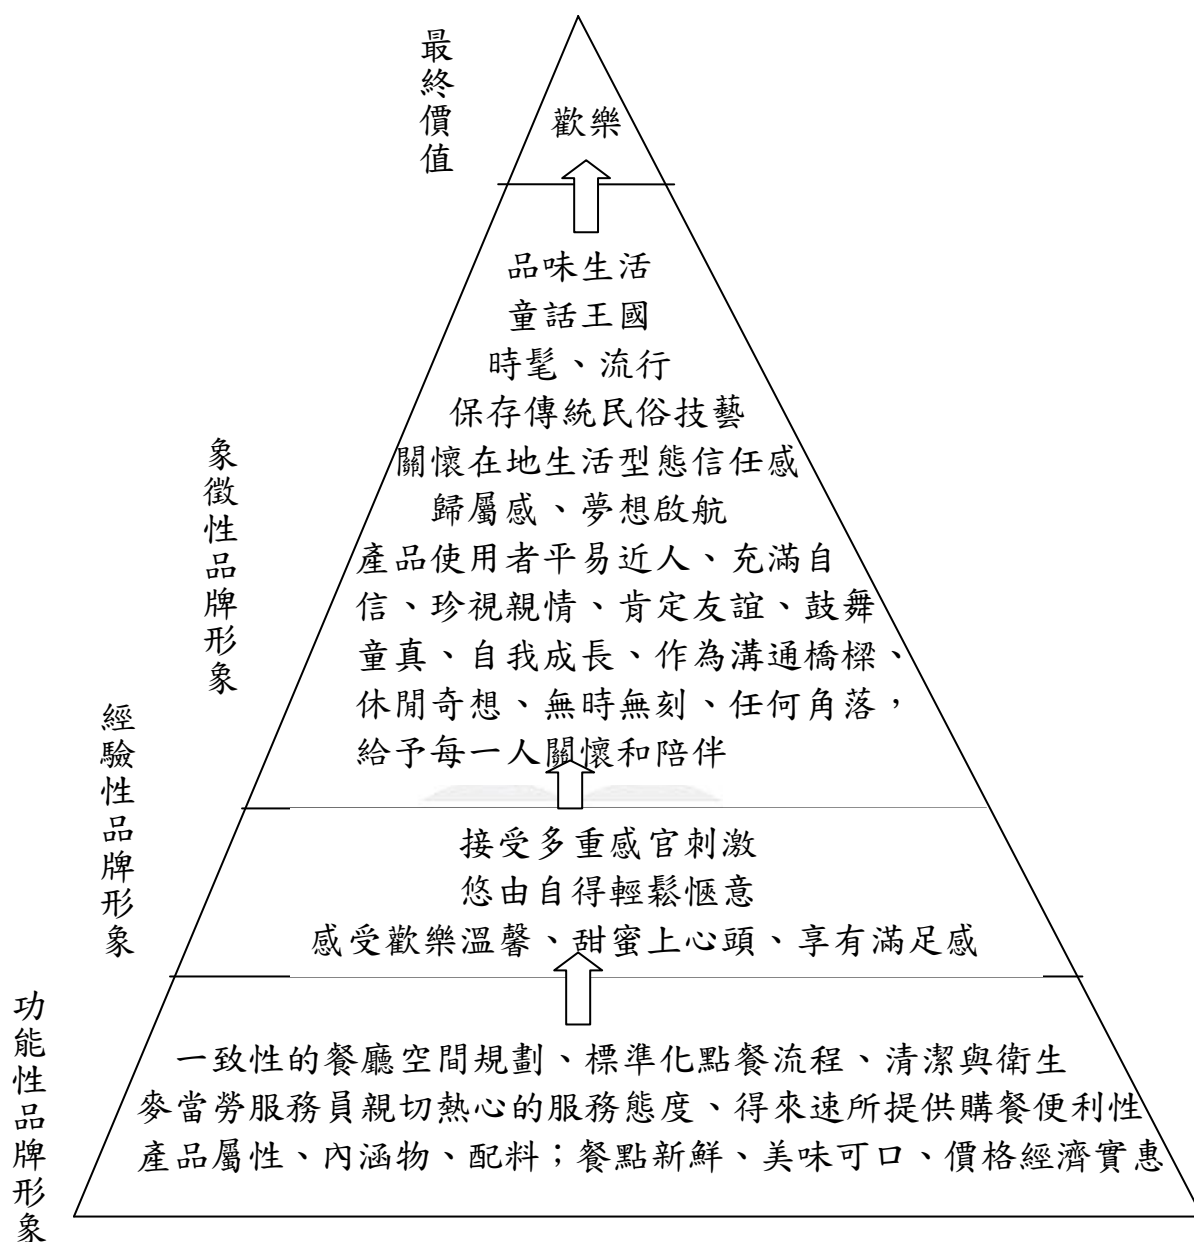 最終價值
歡樂
象徵性品牌形象
品味生活
童話王國
時髦、流行
保存傳統民俗技藝
關懷在地生活型態信任感
歸屬感、夢想啟航
產品使用者平易近人、充滿自
信、珍視親情、肯定友誼、鼓舞
童真、自我成長、作為溝通橋樑、
休閒奇想、無時無刻、任何角落，
給予每一人關懷和陪伴
經驗性品牌形象
接受多重感官刺激
悠由自得輕鬆愜意
感受歡樂溫馨、甜蜜上心頭、享有滿足感
功能性品牌形象
一致性的餐廳空間規劃、標準化點餐流程、清潔與衛生
麥當勞服務員親切熱心的服務態度、得來速所提供購餐便利性
產品屬性、內涵物、配料；餐點新鮮、美味可口、價格經濟實惠